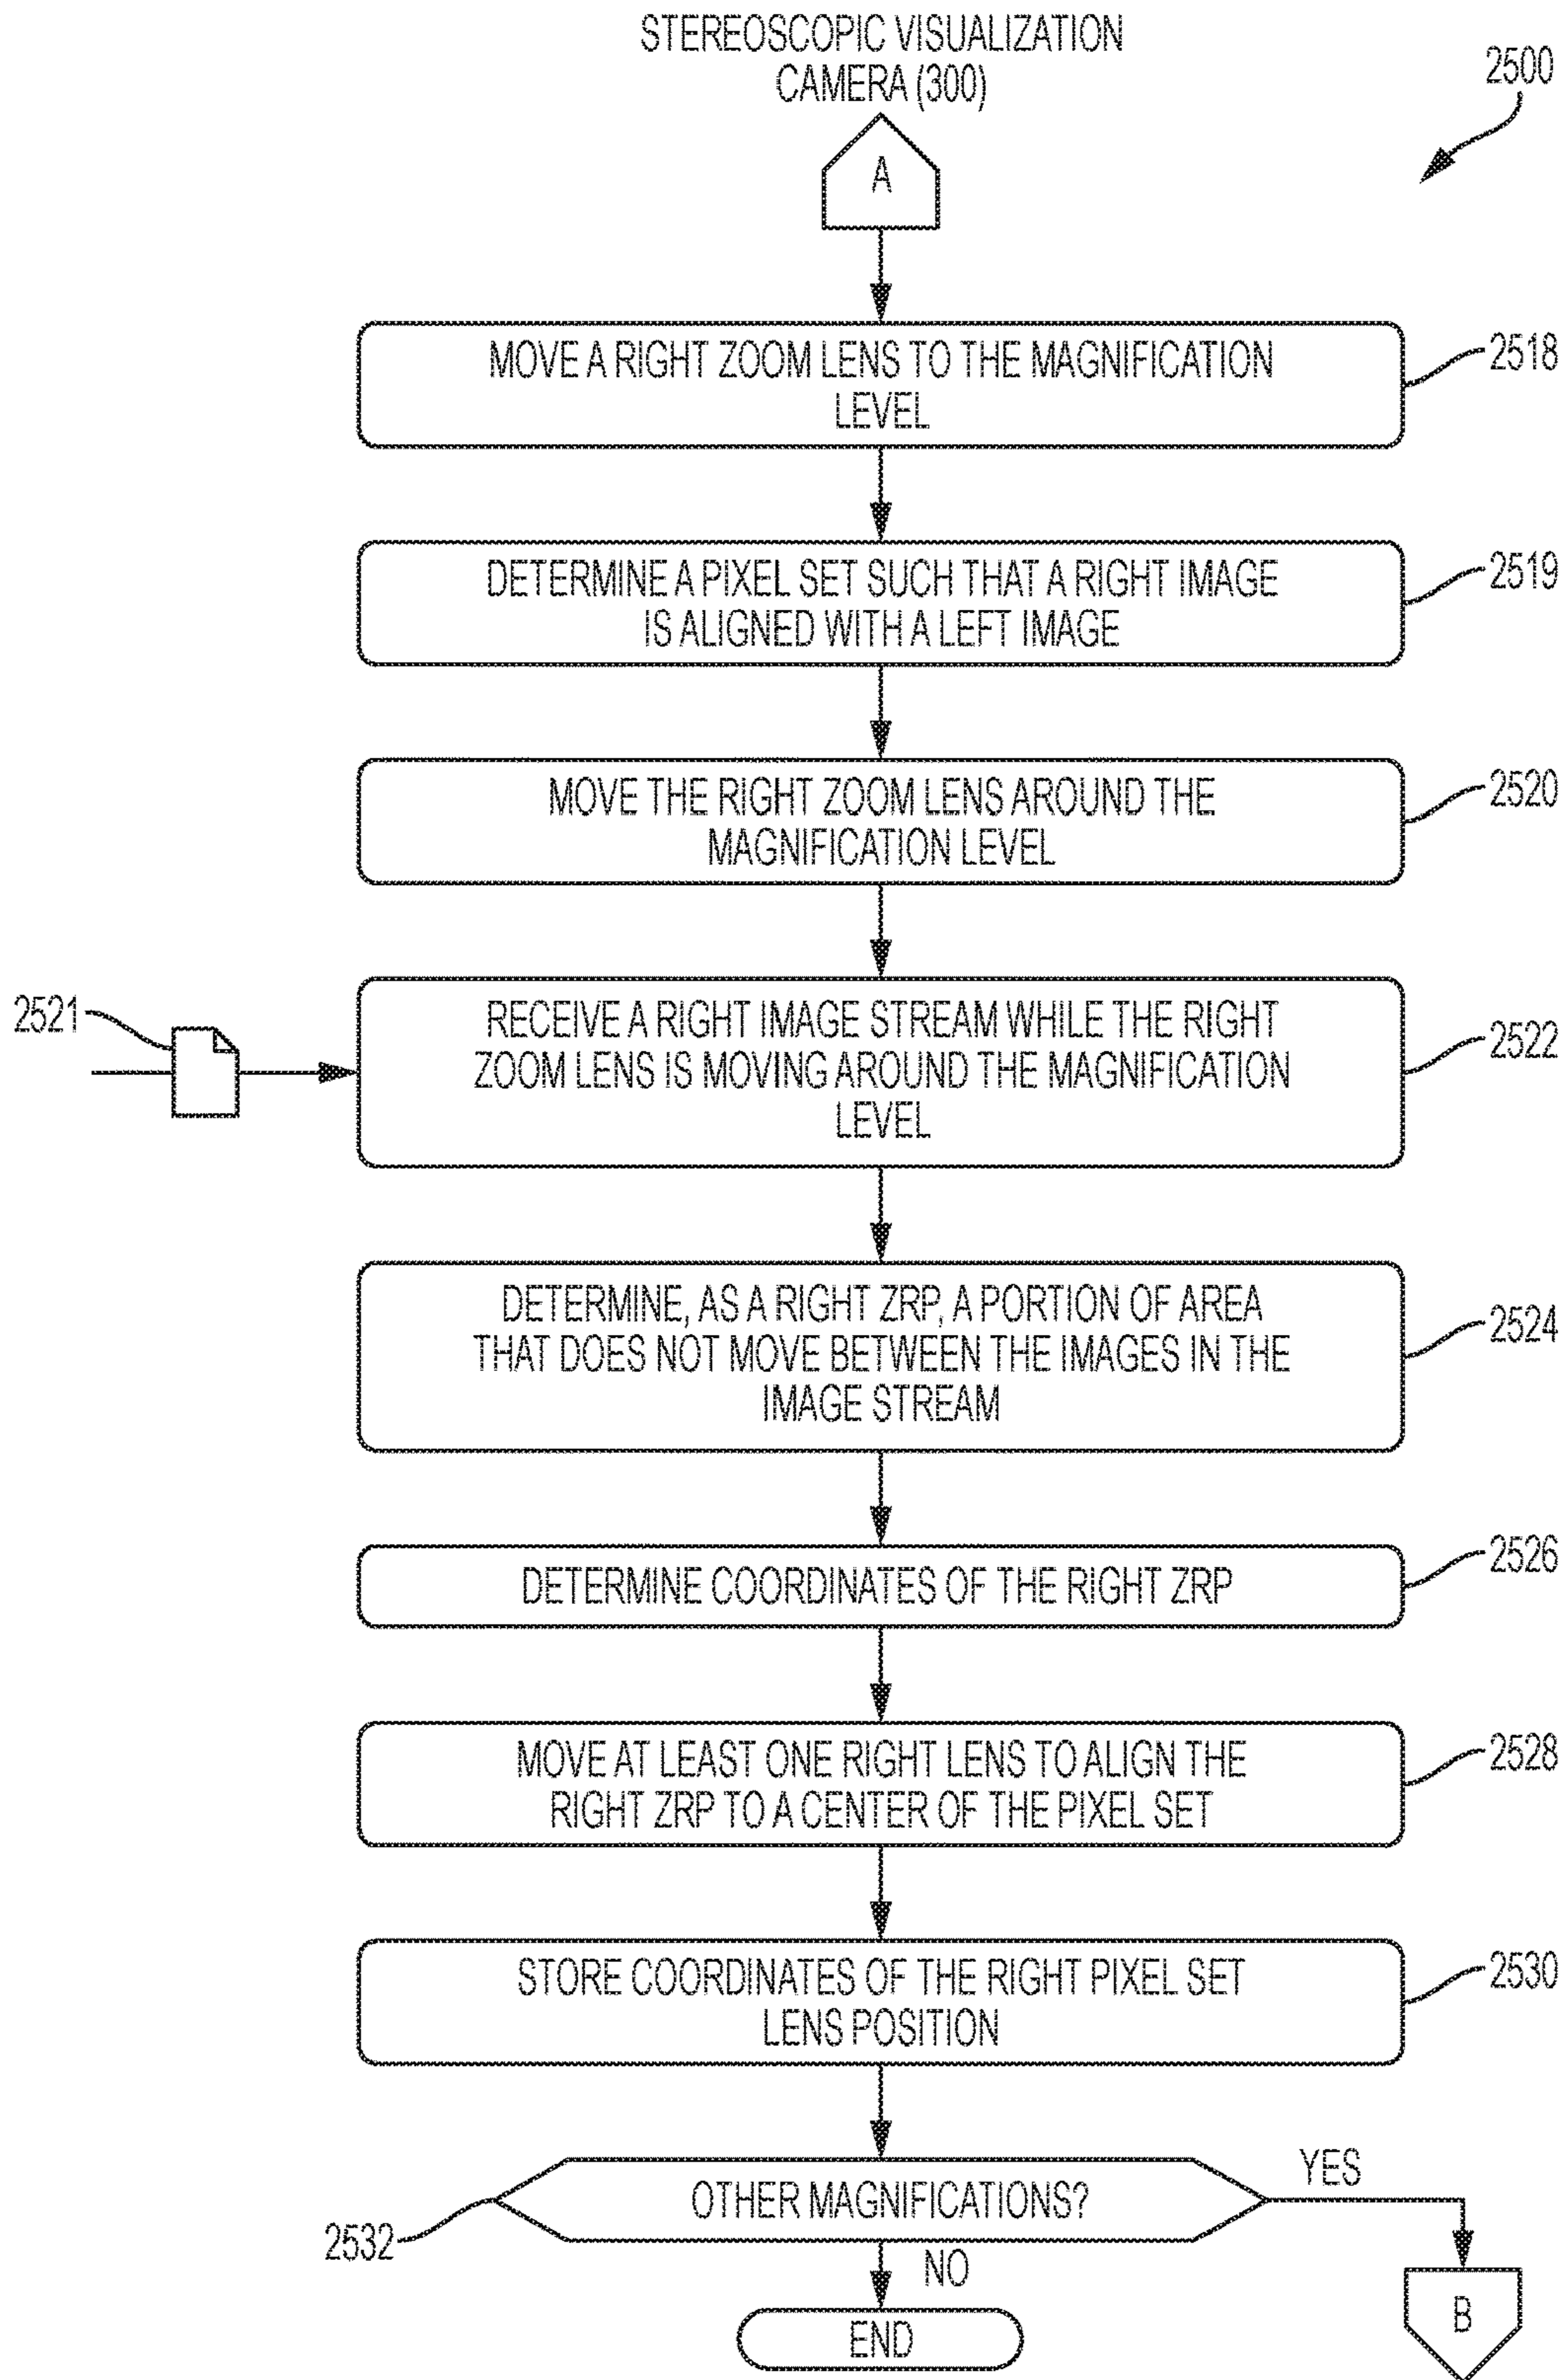 STEREOSCOPIC VISUALIZATION
CAMERA (300)
2500
A
MOVE A RIGHT ZOOM LENS TO THE MAGNIFICATION
LEVEL
2518
DETERMINE A PIXEL SET SUCH THAT A RIGHT IMAGE
IS ALIGNED WITH A LEFT IMAGE
2519
MOVE THE RIGHT ZOOM LENS AROUND THE
MAGNIFICATION LEVEL
2520
2521
RECEIVE A RIGHT IMAGE STREAM WHILE THE RIGHT
ZOOM LENS IS MOVING AROUND THE MAGNIFICATION
LEVEL
2522
DETERMINE, AS A RIGHT ZRP, A PORTION OF AREA
THAT DOES NOT MOVE BETWEEN THE IMAGES IN THE
IMAGE STREAM
2524
DETERMINE COORDINATES OF THE RIGHT ZRP
2526
MOVE AT LEAST ONE RIGHT LENS TO ALIGN THE
RIGHT ZRP TO A CENTER OF THE PIXEL SET
2528
STORE COORDINATES OF THE RIGHT PIXEL SET
LENS POSITION
2530
OTHER MAGNIFICATIONS?
YES
2532
NO
END
B